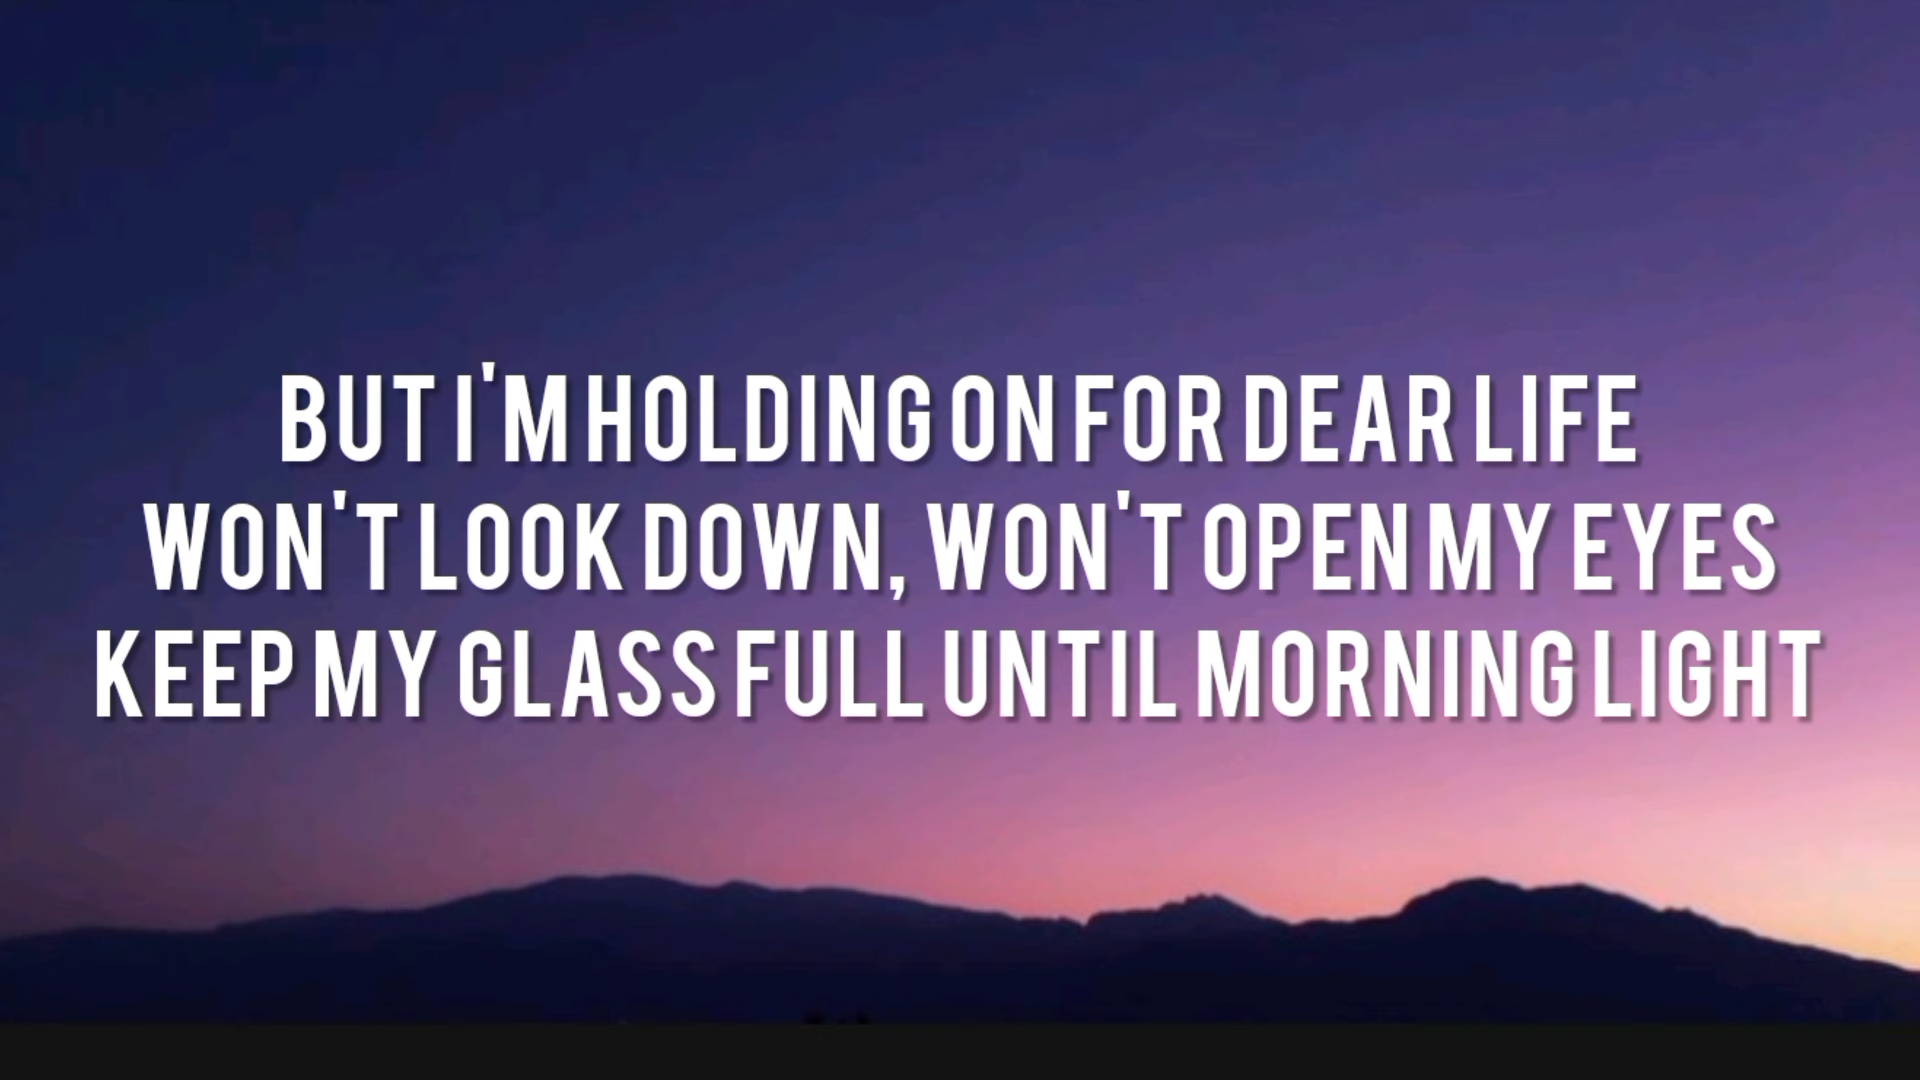 BUT I'M HOLDING ON FOR DEAR LIFE
WON'T LOOK DOWN, WON'T OPEN MY EYES
KEEP MY GLASS FULL UNTIL MORNING LIGHT